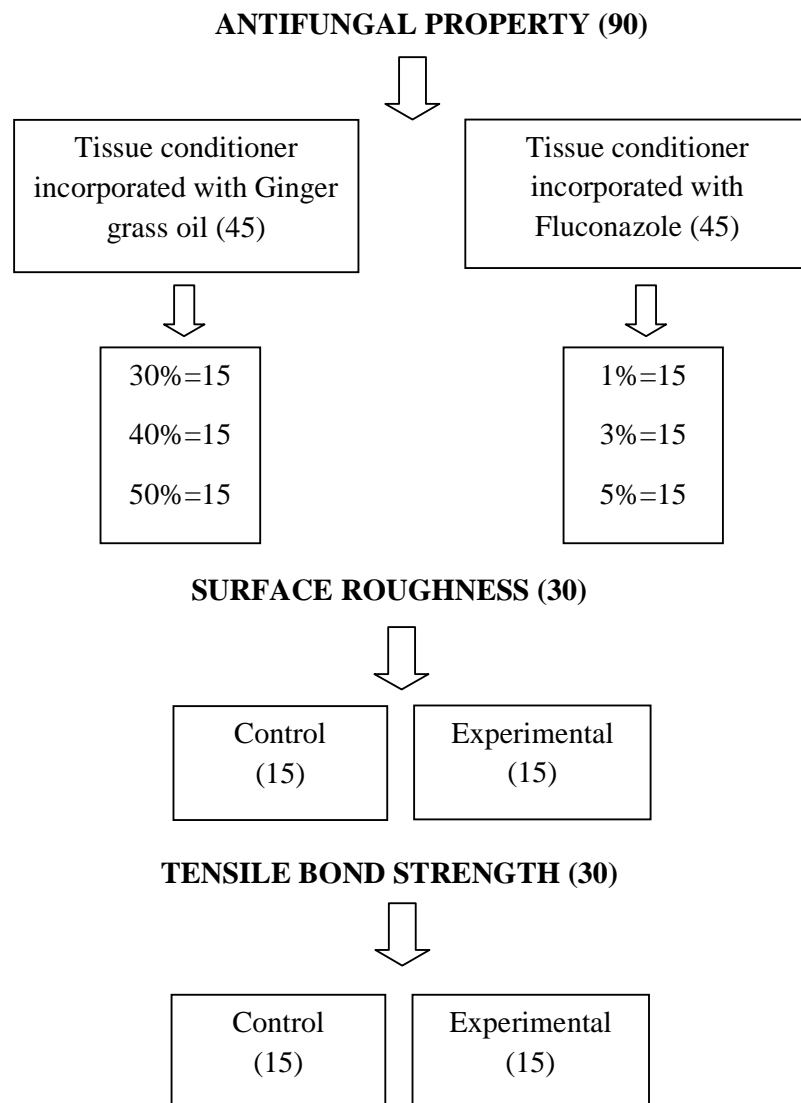 ANTIFUNGAL PROPERTY (90)
Tissue conditioner
incorporated with Ginger
grass oil (45)
Tissue conditioner
incorporated with
Fluconazole (45)
30%=15
40%=15
50%=15
1%=15
3%=15
5%=15
SURFACE ROUGHNESS (30)
Control
(15)
Experimental
(15)
TENSILE BOND STRENGTH (30)
Control
(15)
Experimental
(15)